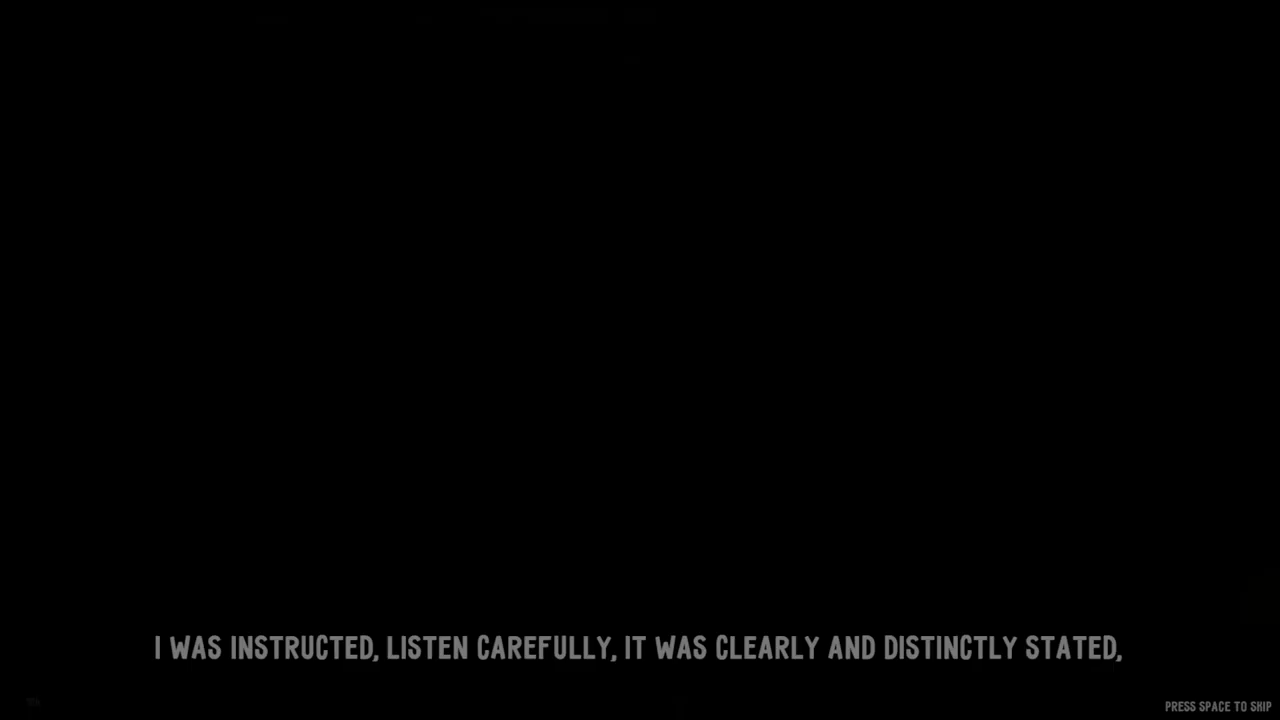 I WAS INSTRUCTED, LISTEN CAREFULLY, IT WAS CLEARLY AND DISTINCTLY STATED,
PRESS SPACE TO SKIP